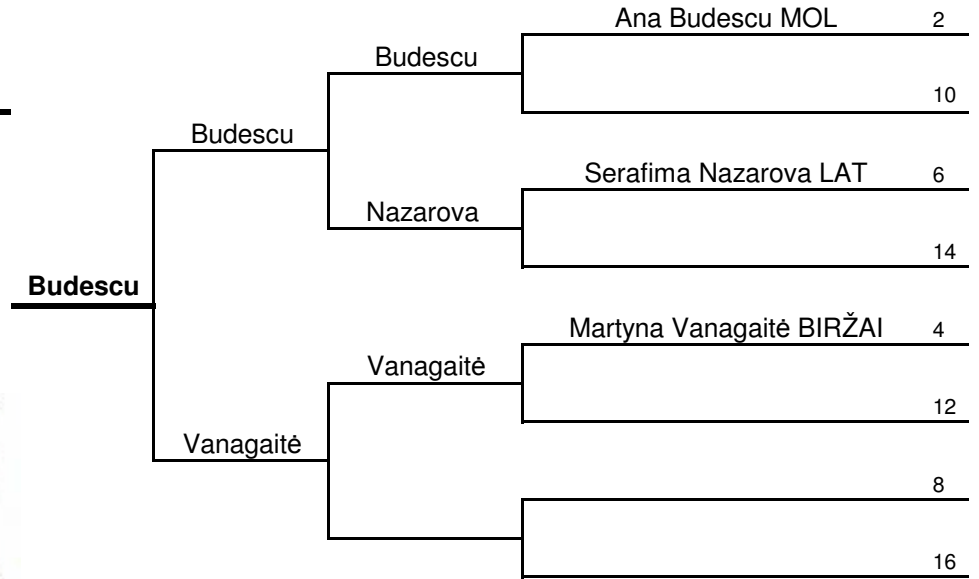 Ana Budescu MOL 2
Budescu
10
Budescu
Serafima Nazarova LAT 6
Nazarova
14
Budescu
Martyna Vanagaitė BIRŽAI 4
Vanagaitė
12
Vanagaitė
8
16